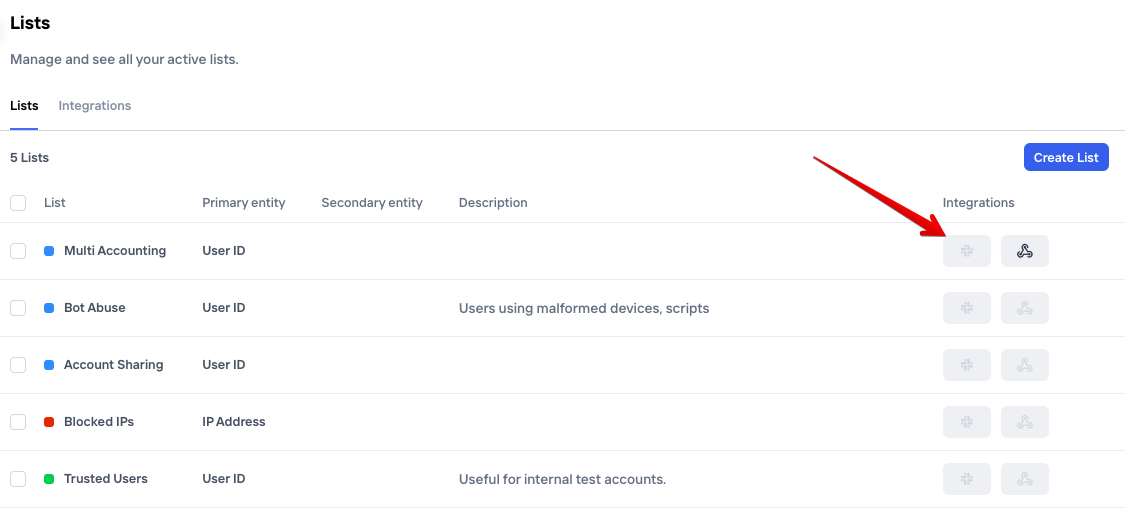 Lists
Manage and see all your active lists.
Lists Integrations
5 Lists Create List
List Primary entity Secondary entity Description Integrations
Multi Accounting User ID
Bot Abuse User ID Users using malformed devices, scripts
Account Sharing User ID
Blocked IPs IP Address
Trusted Users User ID Useful for internal test accounts.